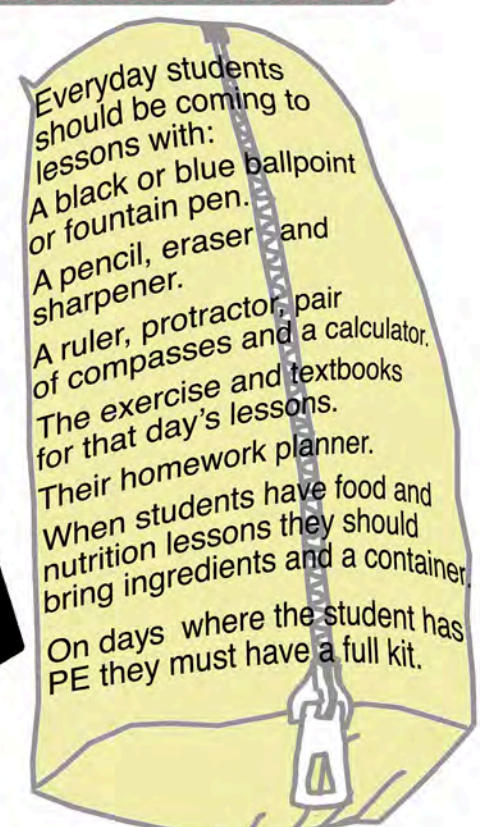 Everyday students
should be coming to
lessons with:
A black or blue ballpoint
or fountain pen.
A pencil, eraser and
sharpener.
A ruler, protractor, pair
of compasses and a calculator.
The exercise and textbooks
for that day's lessons.
Their homework planner.
When students have food and
nutrition lessons they should
bring ingredients and a container.
On days where the student has
PE they must have a full kit.